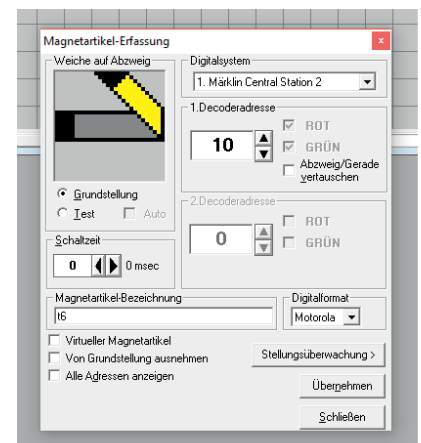 Magnetartikel-Erfassung
x
Weiche auf Abzweig
Digitalsystem
1. Märklin Central Station 2
1.Decoderadresse
10
ROT
GRÜN
Abzweig/Gerade vertauschen
Grundstellung
Test
Auto
2.Decoderadresse
0
ROT
GRÜN
Schaltzeit
0
0 msec
Magnetartikel-Bezeichnung
t6
Digitalformat
Motorola
Virtueller Magnetartikel
Von Grundstellung ausnehmen
Alle Adressen anzeigen
Stellungsüberwachung >
Übernehmen
Schließen